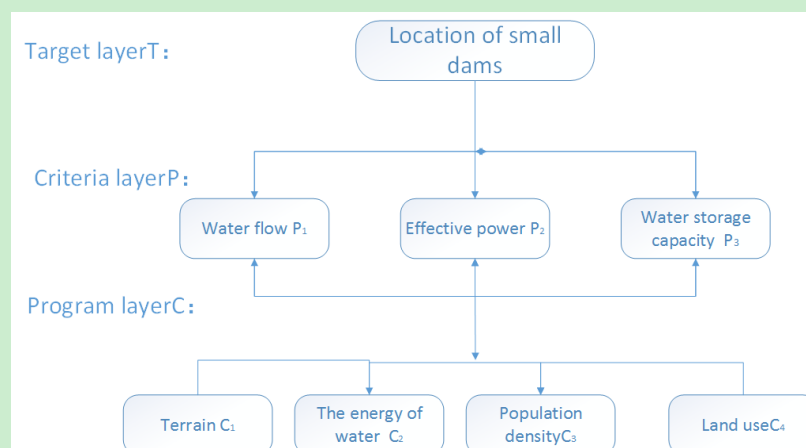 Target layerT：
Location of small
dams
Criteria layerP：
Water flow P₁
Effective power P₂
Water storage
capacity P₃
Program layerC：
Terrain C₁
The energy of
water C₂
Population
densityC₃
Land useC₄